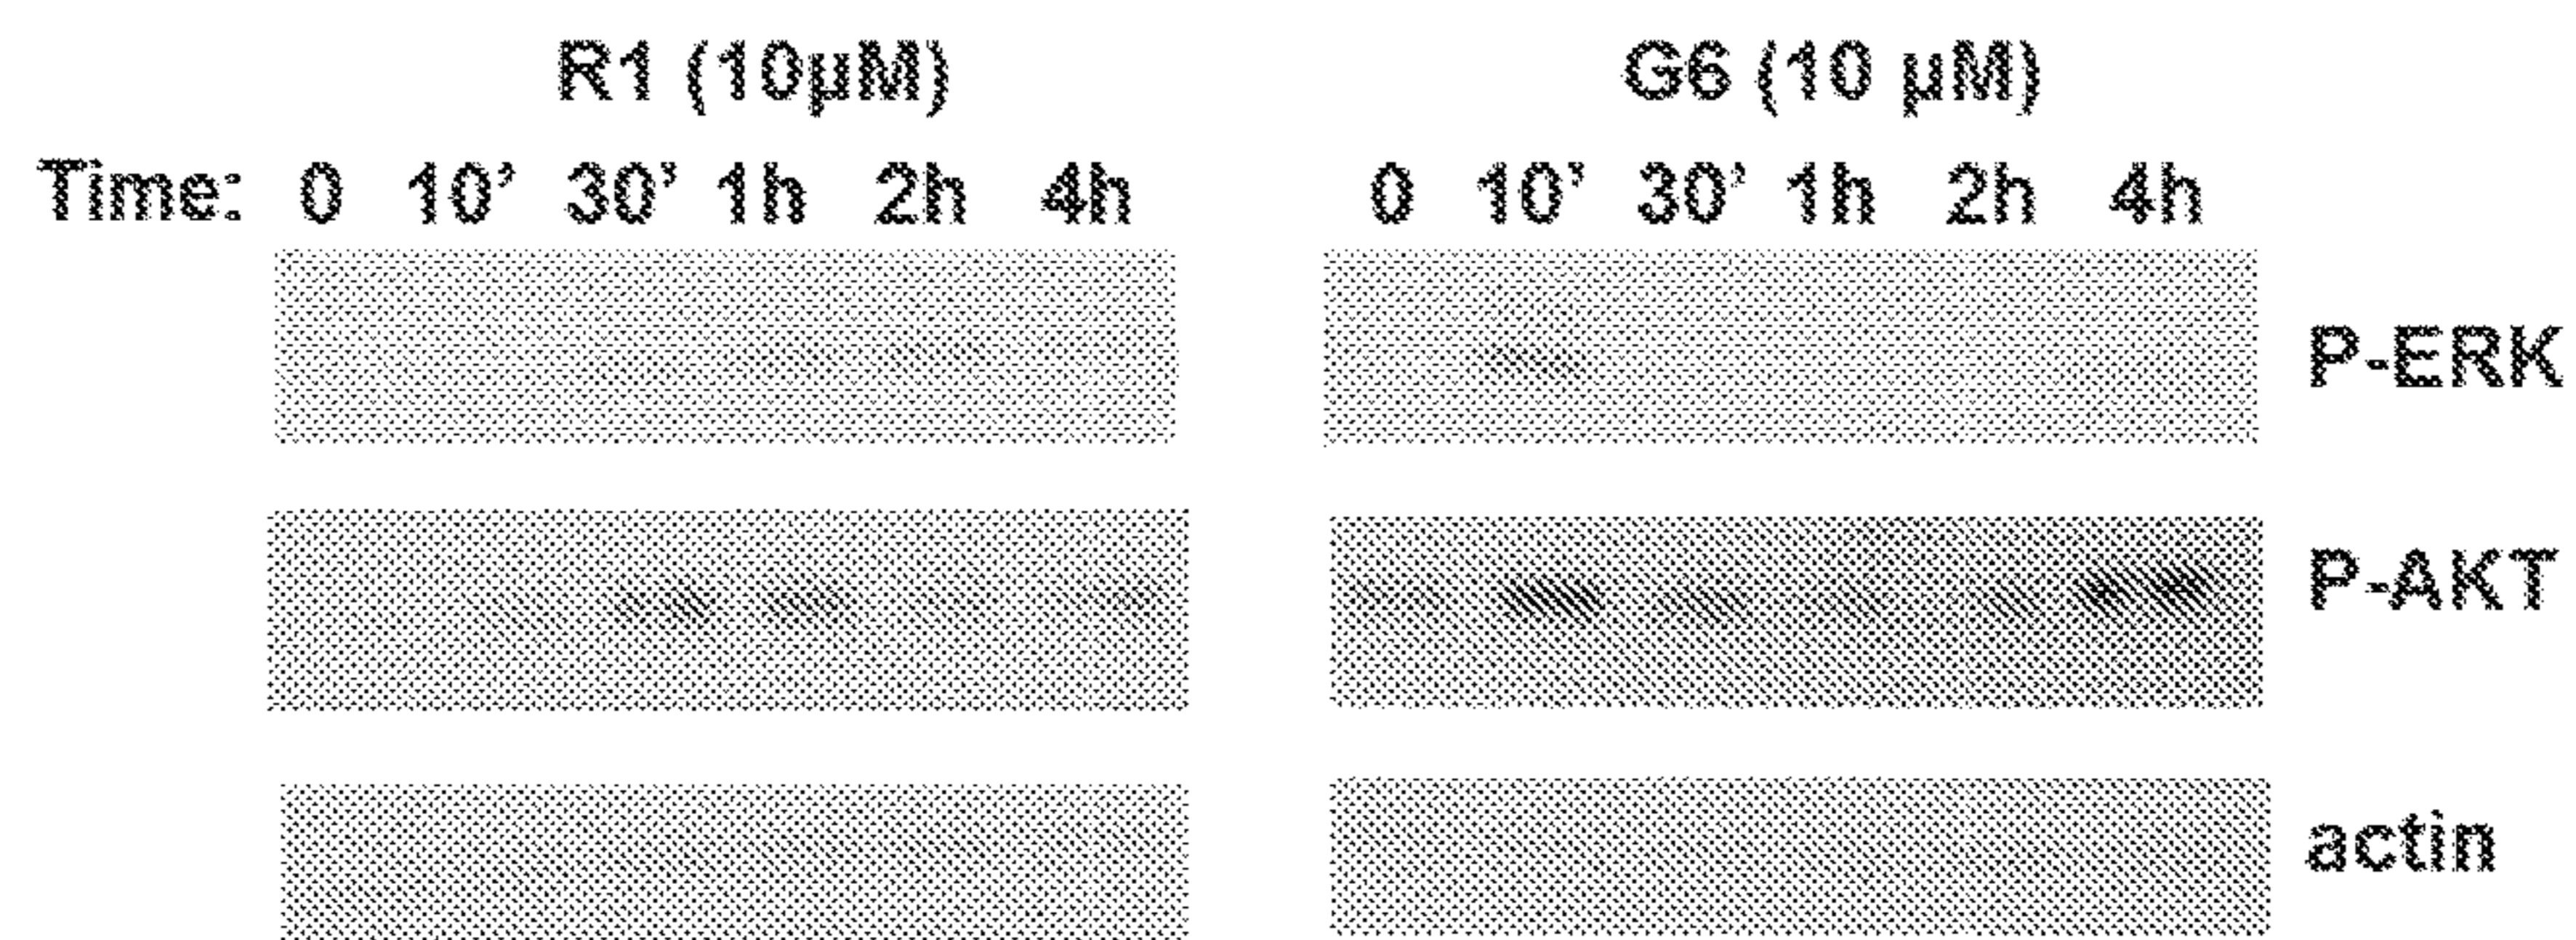 R1 (10µM) G6 (10 µM)
Time: 0 10’ 30’ 1h 2h 4h 0 10’ 30’ 1h 2h 4h
P-ERK
P-AKT
actin